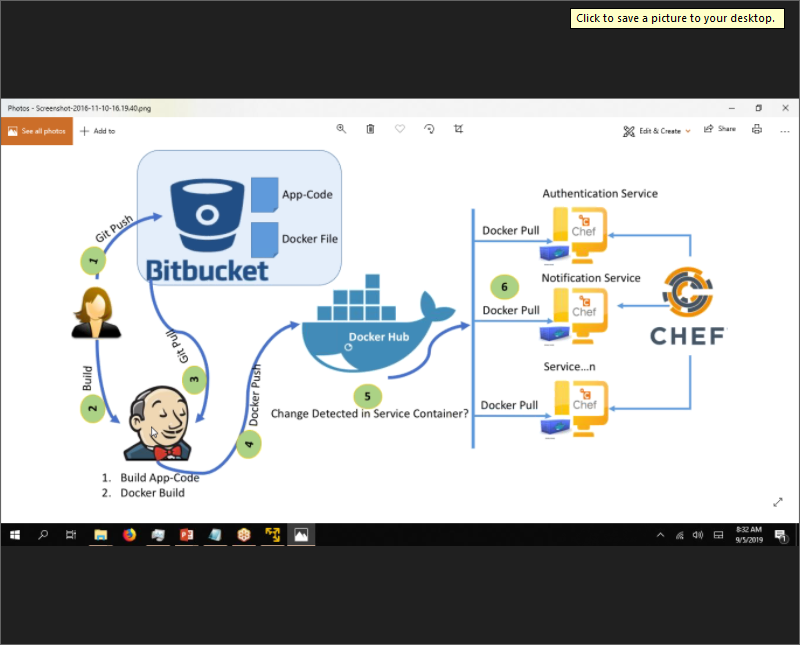 Click to save a picture to your desktop.
Photos - Screenshot-2016-11-10-16.19.40.png
See all photos
Add to
Edit & Create
Share
Authentication Service
App-Code
Docker File
Bitbucket
Git Push
1
Docker Pull
Chef
Notification Service
6
Docker Pull
Chef
CHEF
Docker Hub
Git Pull
3
Build
2
Docker Push
4
5
Change Detected in Service Container?
Service...n
Docker Pull
Chef
1. Build App-Code
2. Docker Build
8:32 AM
9/5/2019
1